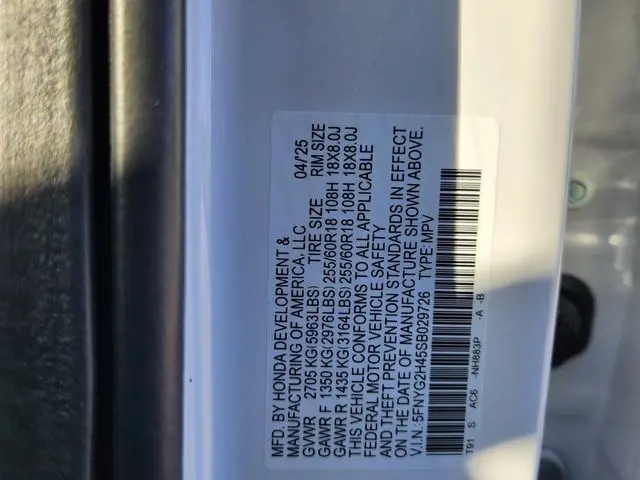 MFD. BY HONDA DEVELOPMENT &
MANUFACTURING OF AMERICA, LLC 04/'25
GVWR 2705 KG(5963LBS) TIRE SIZE RIM SIZE
GAWR F 1350 KG(2976LBS) 255/60R18 108H 18X8.0J
GAWR R 1435 KG(3164LBS) 255/60R18 108H 18X8.0J
THIS VEHICLE CONFORMS TO ALL APPLICABLE
FEDERAL MOTOR VEHICLE SAFETY
AND THEFT PREVENTION STANDARDS IN EFFECT
ON THE DATE OF MANUFACTURE SHOWN ABOVE.
V.I.N.: 5FNYG2H45SB029726 TYPE: MPV
T91 S AC6 -NH883P -A -B